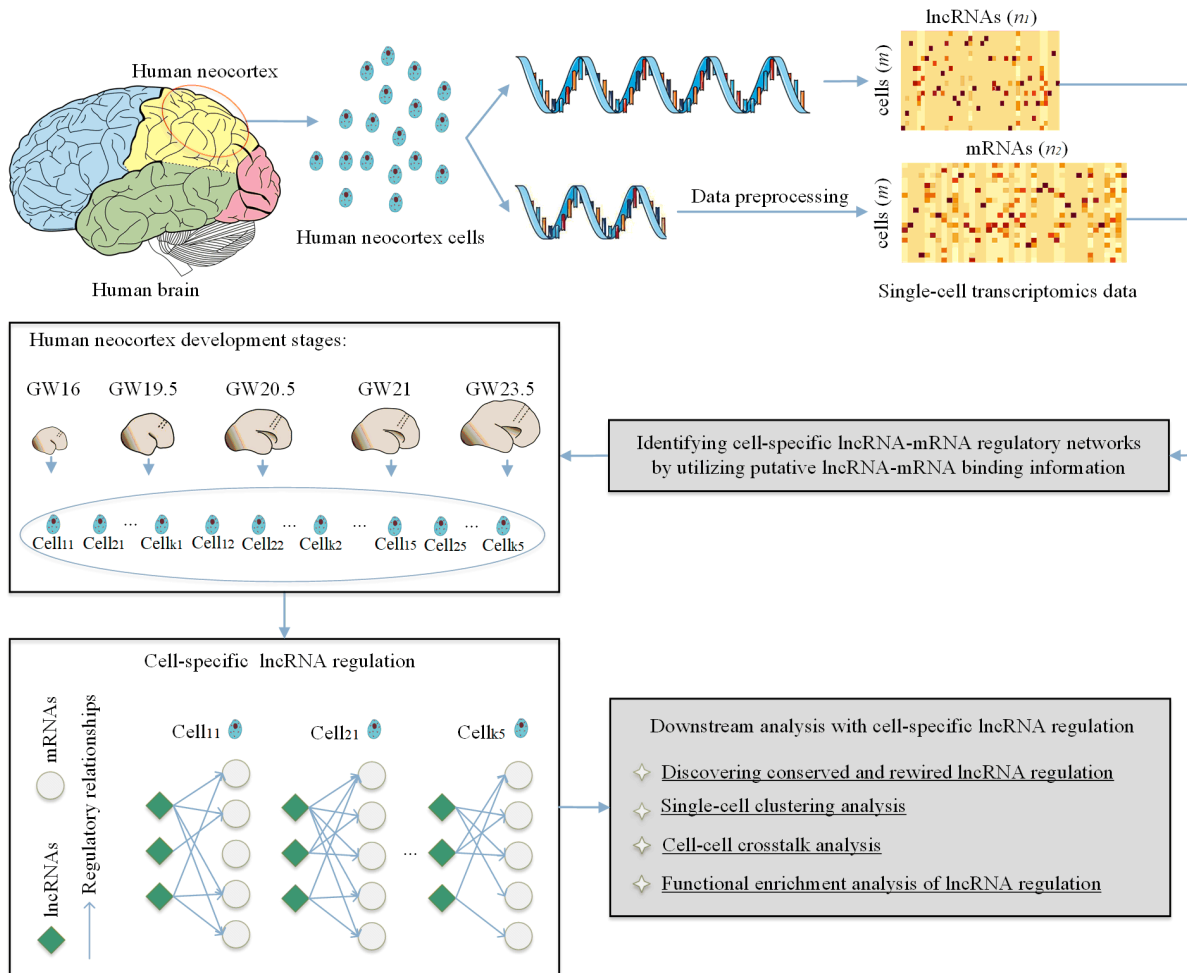 lncRNAs (n1)
Human neocortex
cells (m)
mRNAs (n2)
Data preprocessing
cells (m)
Human neocortex cells
Human brain
Single-cell transcriptomics data
Human neocortex development stages:
GW16 GW19.5 GW20.5 GW21 GW23.5
Identifying cell-specific lncRNA-mRNA regulatory networks
by utilizing putative lncRNA-mRNA binding information
... ... ... ...
Cell11 Cell21 Cellk1 Cell12 Cell22 Cellk2 Cell15 Cell25 Cellk5
Cell-specific lncRNA regulation
mRNAs
lncRNAs
Regulatory relationships
Cell11 Cell21 Cellk5
...
Downstream analysis with cell-specific lncRNA regulation
Discovering conserved and rewired lncRNA regulation
Single-cell clustering analysis
Cell-cell crosstalk analysis
Functional enrichment analysis of lncRNA regulation